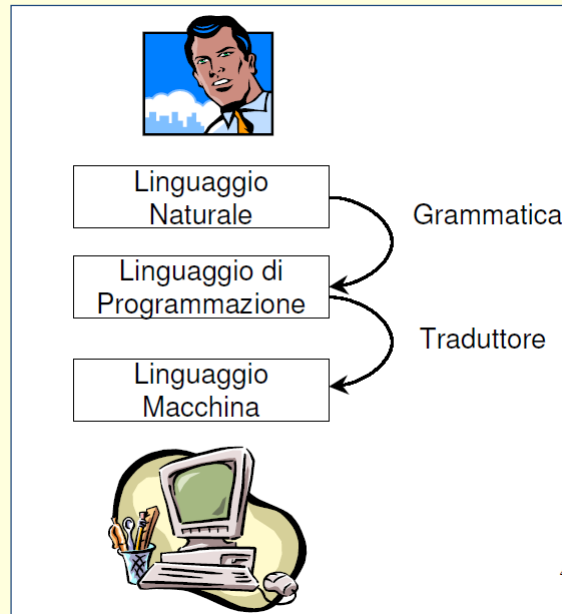 Linguaggio
Naturale
Grammatica
Linguaggio di
Programmazione
Traduttore
Linguaggio
Macchina